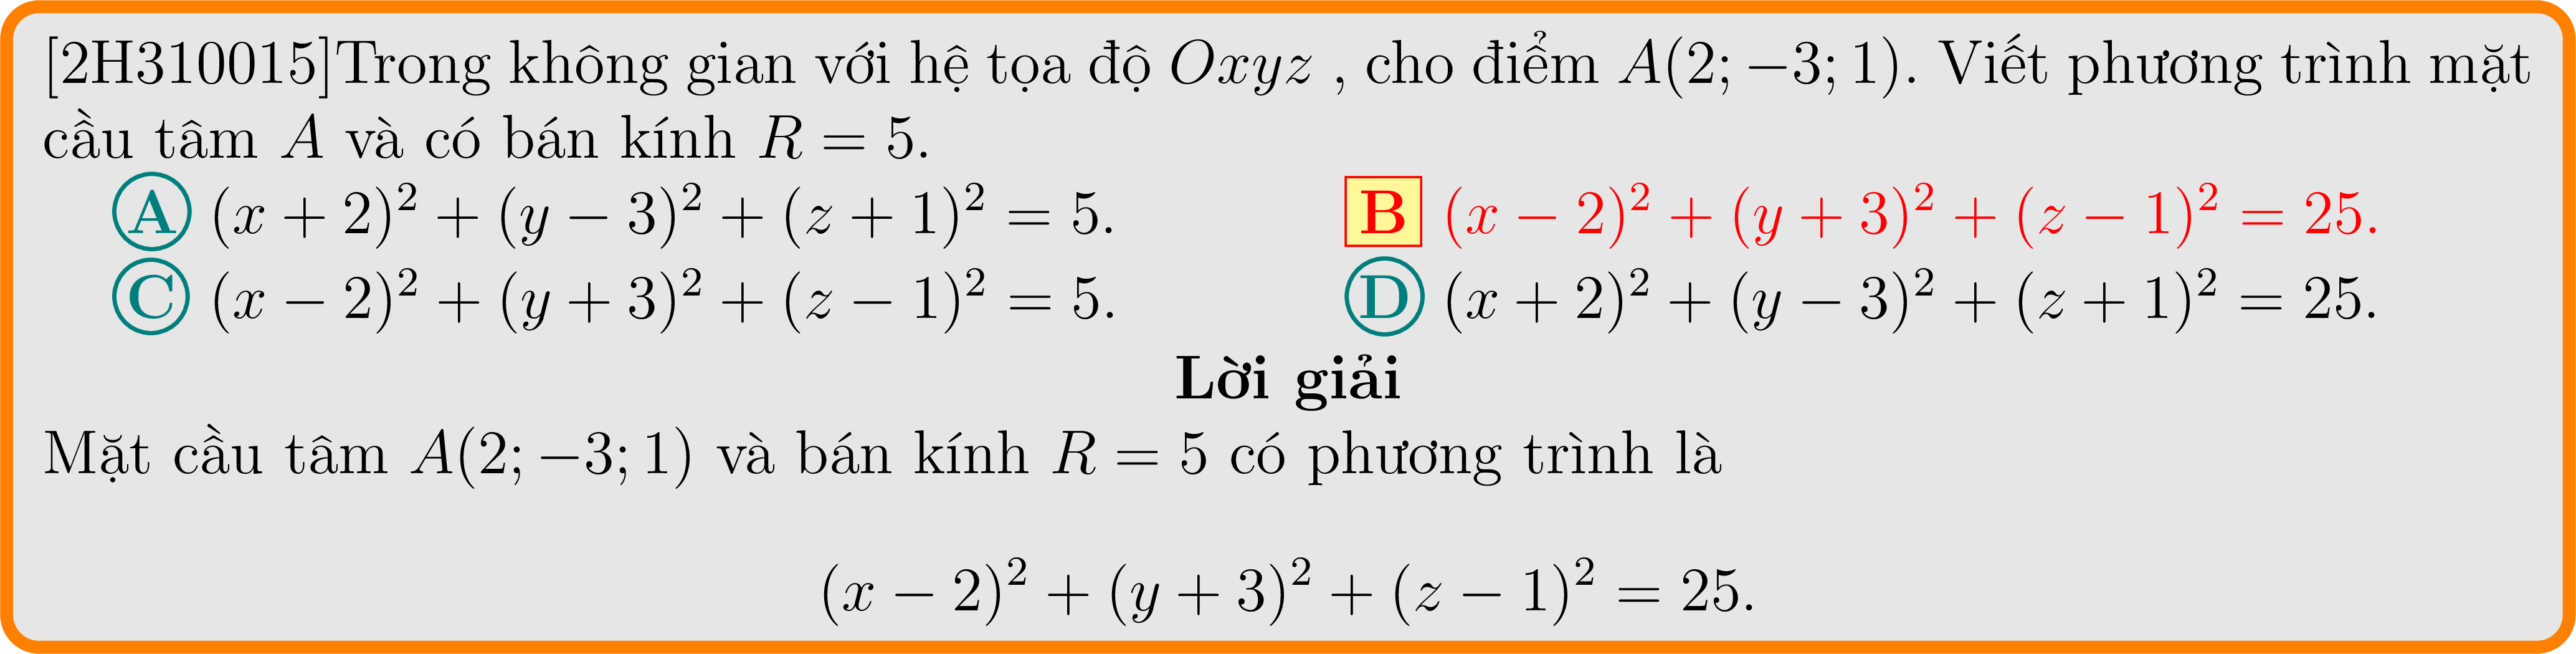 [2H310015]Trong không gian với hệ tọa độ Oxyz , cho điểm A(2; −3; 1). Viết phương trình mặt
cầu tâm A và có bán kính R = 5.
A (x + 2)² + (y − 3)² + (z + 1)² = 5. B (x − 2)² + (y + 3)² + (z − 1)² = 25.
C (x − 2)² + (y + 3)² + (z − 1)² = 5. D (x + 2)² + (y − 3)² + (z + 1)² = 25.
Lời giải
Mặt cầu tâm A(2; −3; 1) và bán kính R = 5 có phương trình là
(x − 2)² + (y + 3)² + (z − 1)² = 25.